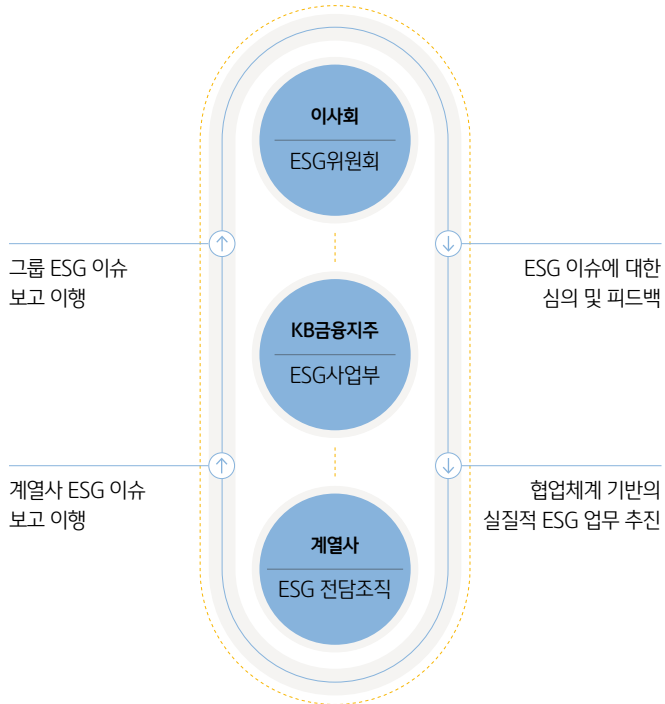 이사회
ESG위원회
그룹 ESG 이슈
보고 이행
ESG 이슈에 대한
심의 및 피드백
KB금융지주
ESG사업부
계열사 ESG 이슈
보고 이행
협업체계 기반의
실질적 ESG 업무 추진
계열사
ESG 전담조직